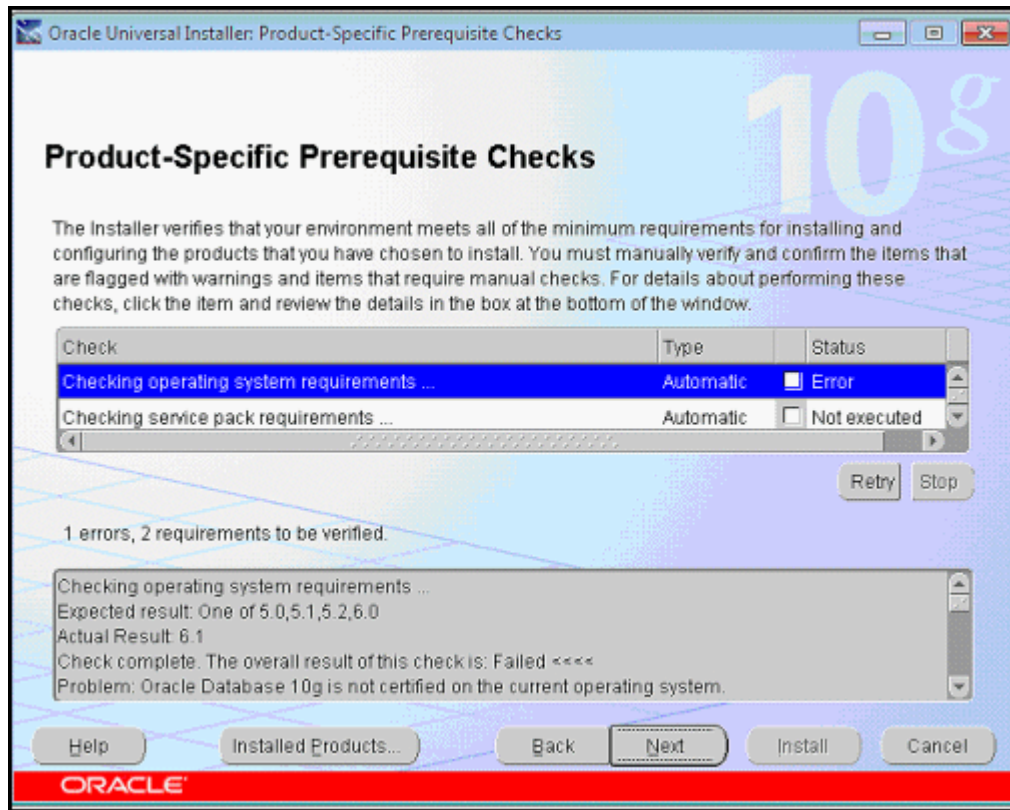 Oracle Universal Installer: Product-Specific Prerequisite Checks
10g
Product-Specific Prerequisite Checks
The Installer verifies that your environment meets all of the minimum requirements for installing and
configuring the products that you have chosen to install. You must manually verify and confirm the items that
are flagged with warnings and items that require manual checks. For details about performing these
checks, click the item and review the details in the box at the bottom of the window.
Check Type Status
Checking operating system requirements ... Automatic Error
Checking service pack requirements ... Automatic Not executed
Retry Stop
1 errors, 2 requirements to be verified.
Checking operating system requirements ...
Expected result: One of 5.0,5.1,5.2,6.0
Actual Result: 6.1
Check complete. The overall result of this check is: Failed <<<<
Problem: Oracle Database 10g is not certified on the current operating system.
Help Installed Products... Back Next Install Cancel
ORACLE